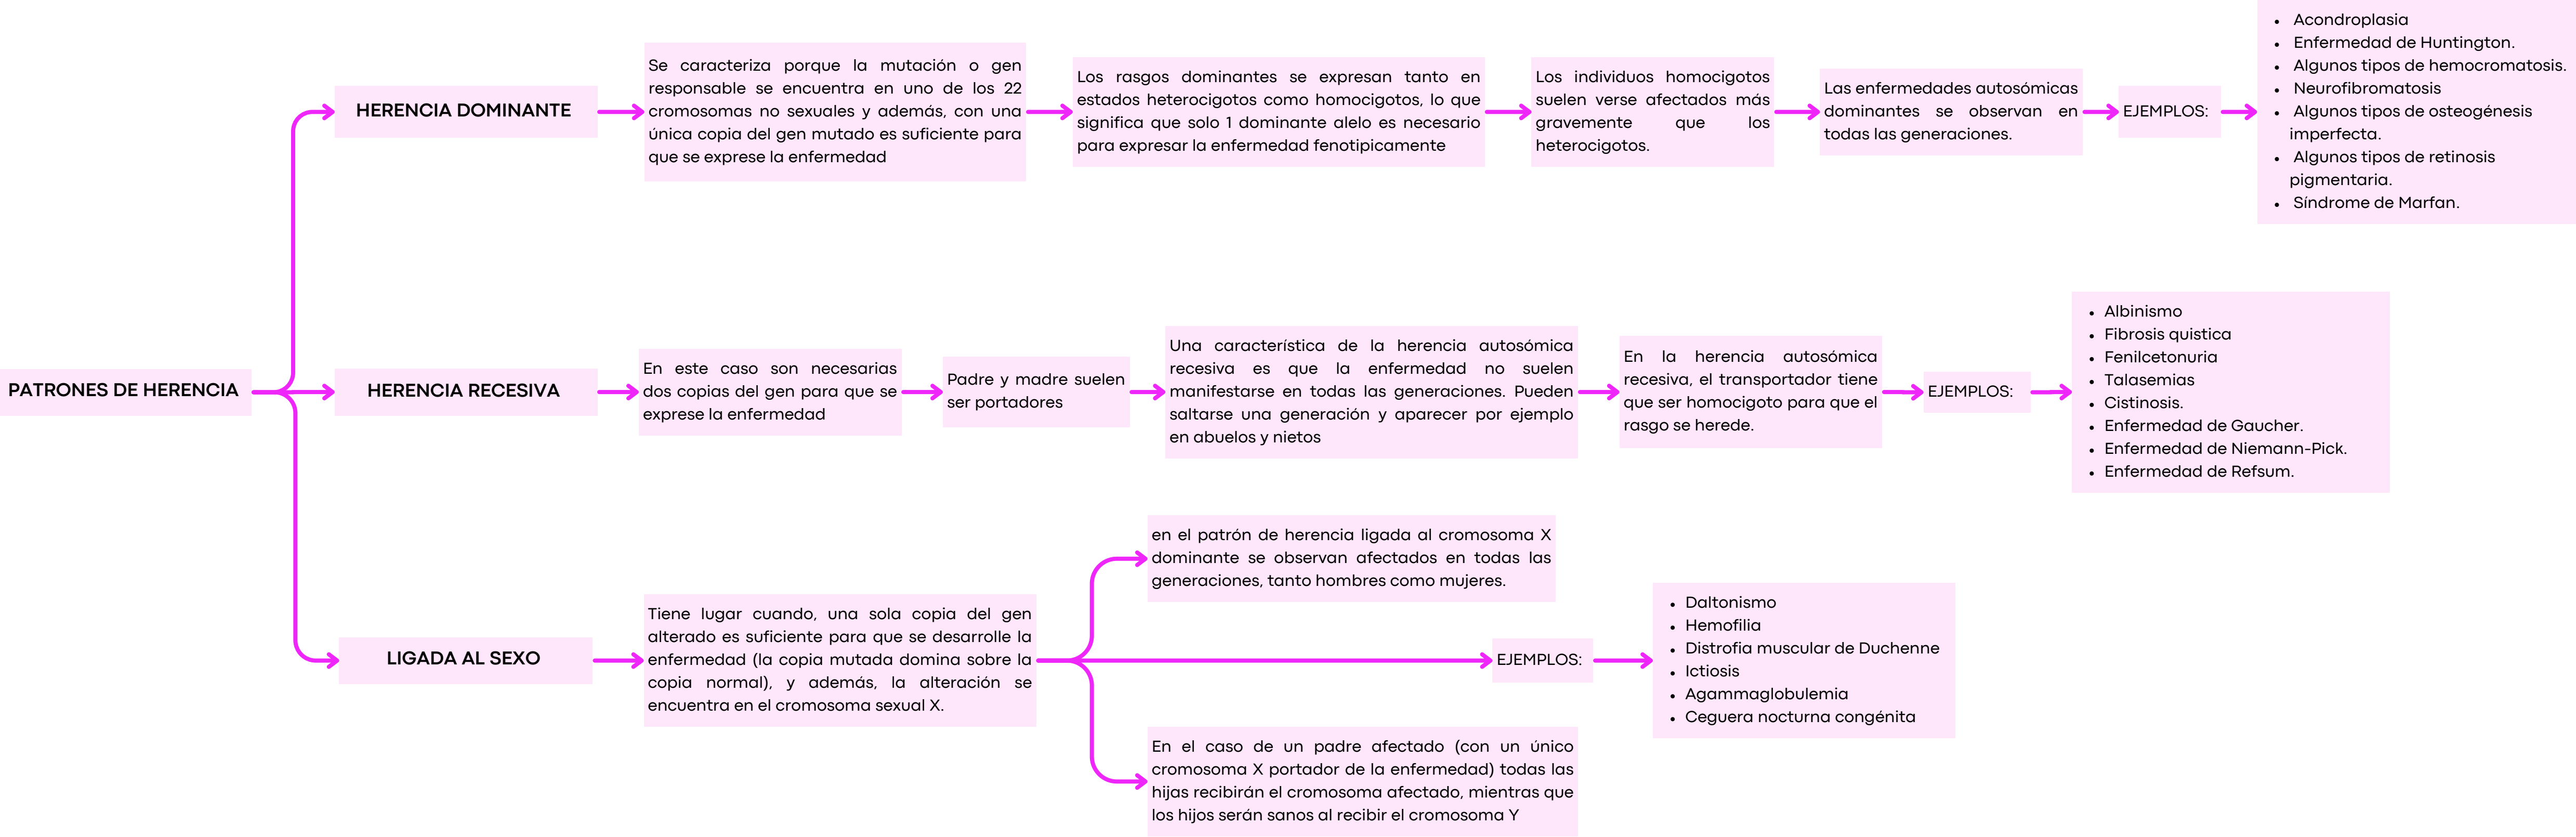 PATRONES DE HERENCIA
HERENCIA DOMINANTE
Se caracteriza porque la mutación o gen
responsable se encuentra en uno de los 22
cromosomas no sexuales y además, con una
única copia del gen mutado es suficiente para
que se exprese la enfermedad
Los rasgos dominantes se expresan tanto en
estados heterocigotos como homocigotos, lo que
significa que solo 1 dominante alelo es necesario
para expresar la enfermedad fenotipicamente
Los individuos homocigotos
suelen verse afectados más
gravemente que los
heterocigotos.
Las enfermedades autosómicas
dominantes se observan en
todas las generaciones.
EJEMPLOS:
• Acondroplasia
• Enfermedad de Huntington.
• Algunos tipos de hemocromatosis.
• Neurofibromatosis
• Algunos tipos de osteogénesis
imperfecta.
• Algunos tipos de retinosis
pigmentaria.
• Síndrome de Marfan.
HERENCIA RECESIVA
En este caso son necesarias
dos copias del gen para que se
exprese la enfermedad
Padre y madre suelen
ser portadores
Una característica de la herencia autosómica
recesiva es que la enfermedad no suelen
manifestarse en todas las generaciones. Pueden
saltarse una generación y aparecer por ejemplo
en abuelos y nietos
En la herencia autosómica
recesiva, el transportador tiene
que ser homocigoto para que el
rasgo se herede.
EJEMPLOS:
• Albinismo
• Fibrosis quistica
• Fenilcetonuria
• Talasemias
• Cistinosis.
• Enfermedad de Gaucher.
• Enfermedad de Niemann-Pick.
• Enfermedad de Refsum.
LIGADA AL SEXO
Tiene lugar cuando, una sola copia del gen
alterado es suficiente para que se desarrolle la
enfermedad (la copia mutada domina sobre la
copia normal), y además, la alteración se
encuentra en el cromosoma sexual X.
en el patrón de herencia ligada al cromosoma X
dominante se observan afectados en todas las
generaciones, tanto hombres como mujeres.
EJEMPLOS:
• Daltonismo
• Hemofilia
• Distrofia muscular de Duchenne
• Ictiosis
• Agammaglobulemia
• Ceguera nocturna congénita
En el caso de un padre afectado (con un único
cromosoma X portador de la enfermedad) todas las
hijas recibirán el cromosoma afectado, mientras que
los hijos serán sanos al recibir el cromosoma Y